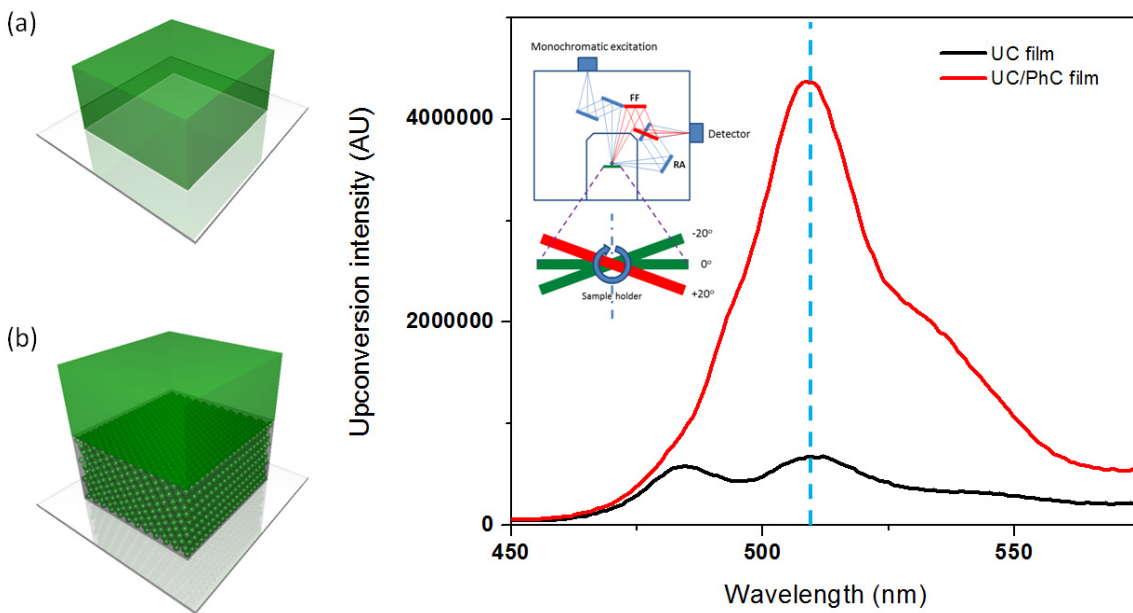 (a)
(b)
Upconversion intensity (AU)
4000000
2000000
0
Monochromatic excitation
FF
Detector
RA
-20°
0°
+20°
Sample holder
UC film
UC/PhC film
450
500
550
Wavelength (nm)